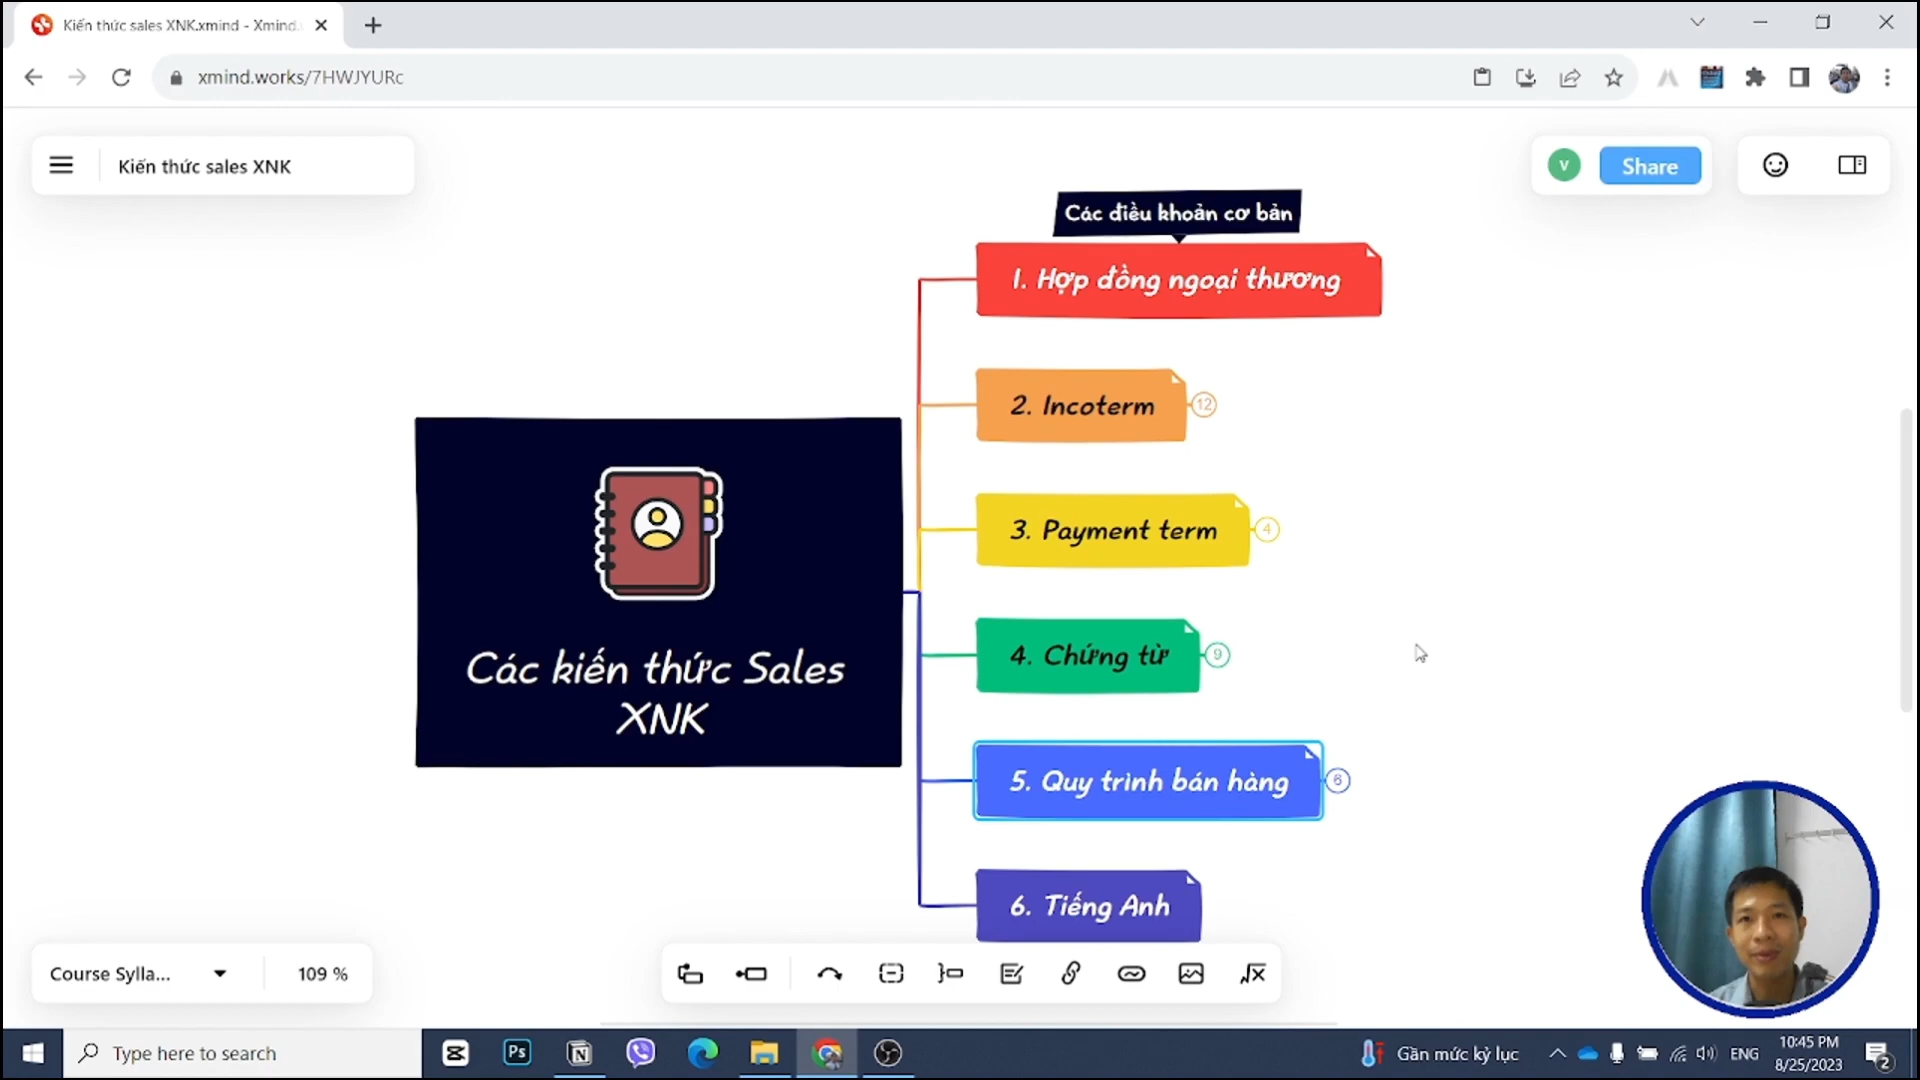 Kiến thức sales XNK.xmind - Xmind.
xmind.works/7HWJYURc
Kiến thức sales XNK
V
Share
Các điều khoản cơ bản
1. Hợp đồng ngoại thương
2. Incoterm
12
3. Payment term
4
4. Chứng từ
9
5. Quy trình bán hàng
6
6. Tiếng Anh
Các kiến thức Sales
XNK
Course Sylla...
109 %
Type here to search
Ps
N
Gần mức kỷ lục
ENG
10:45 PM
8/25/2023
2